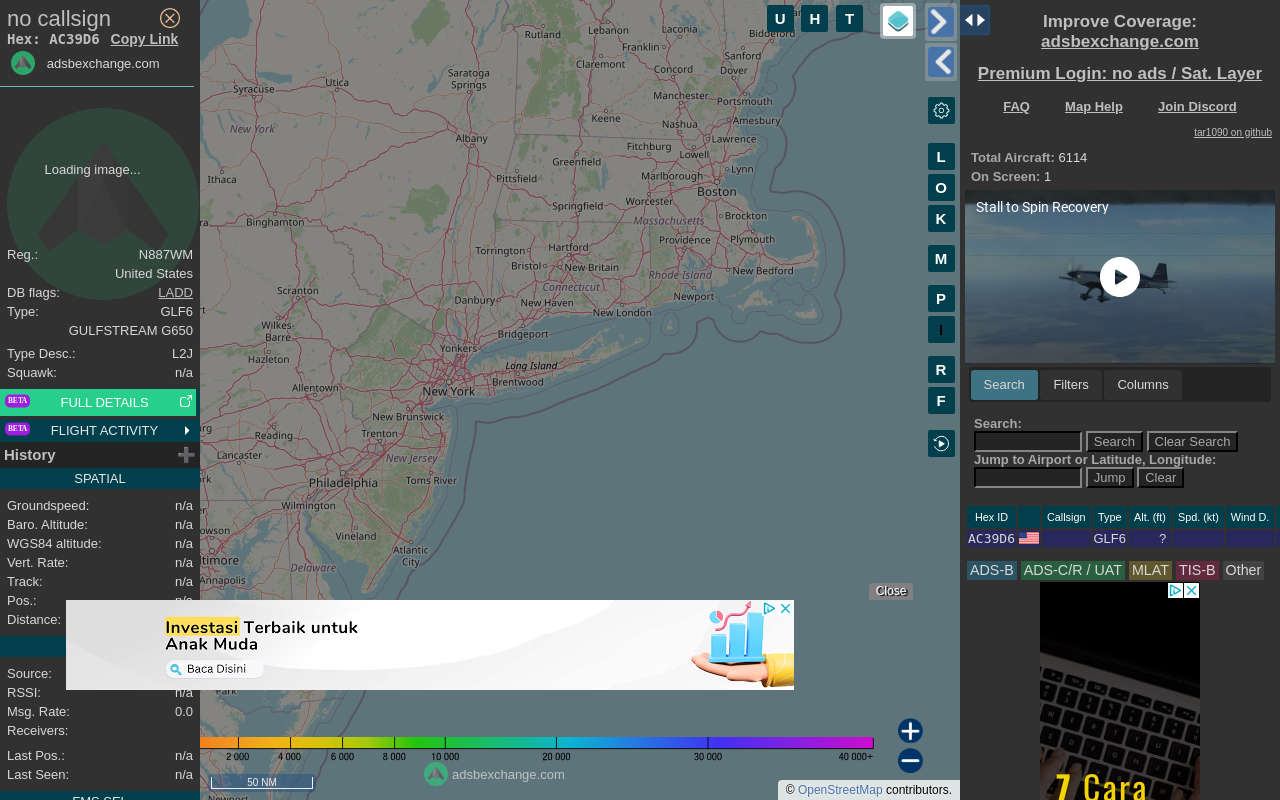 no callsign
Hex: AC39D6 Copy Link
adsbexchange.com
Loading image...
Reg.: N887WM
United States
DB flags: LADD
Type: GLF6
GULFSTREAM G650
Type Desc.: L2J
Squawk: n/a
BETA FULL DETAILS
BETA FLIGHT ACTIVITY
History
SPATIAL
Groundspeed: n/a
Baro. Altitude: n/a
WGS84 altitude: n/a
Vert. Rate: n/a
Track: n/a
Pos.: n/a
Distance:
Source:
RSSI: n/a
Msg. Rate: 0.0
Receivers:
Last Pos.: n/a
Last Seen: n/a
FMS SEL
U H T
L
O
K
M
P
I
R
F
Rutland
Lebanon
Laconia
Biddeford
Franklin
Claremont
Sanford
Concord
Dover
Saratoga
Springs
Utica
Syracuse
Manchester
Portsmouth
Keene
Nashua
Amesbury
New York
Albany
Fitchburg
Lawrence
Greenfield
Lowell
Lynn
Ithaca
Pittsfield
Marlborough
Boston
Worcester
Springfield
Massachusetts
Brockton
Binghamton
Torrington
Hartford
Providence
Plymouth
Bristol
New Britain
Rhode Island
New Bedford
Connecticut
Scranton
Danbury
New Haven
Newport
New London
Wilkes-
Barre
Bridgeport
Yonkers
Hazleton
Long Island
Brentwood
Allentown
New York
New Brunswick
Reading
Trenton
Lancaster
New Jersey
Toms River
Philadelphia
Wilmington
Vineland
Atlantic
City
Annapolis
Delaware
Close
Investasi Terbaik untuk
Anak Muda
Baca Disini
2 000 4 000 6 000 8 000 10 000 20 000 30 000 40 000+
adsbexchange.com
50 NM
© OpenStreetMap contributors.
Improve Coverage:
adsbexchange.com
Premium Login: no ads / Sat. Layer
FAQ Map Help Join Discord
tar1090 on github
Total Aircraft: 6114
On Screen: 1
Stall to Spin Recovery
Search Filters Columns
Search:
Search Clear Search
Jump to Airport or Latitude, Longitude:
Jump Clear
Hex ID Callsign Type Alt. (ft) Spd. (kt) Wind D.
AC39D6 GLF6 ?
ADS-B ADS-C/R / UAT MLAT TIS-B Other
7 Cara